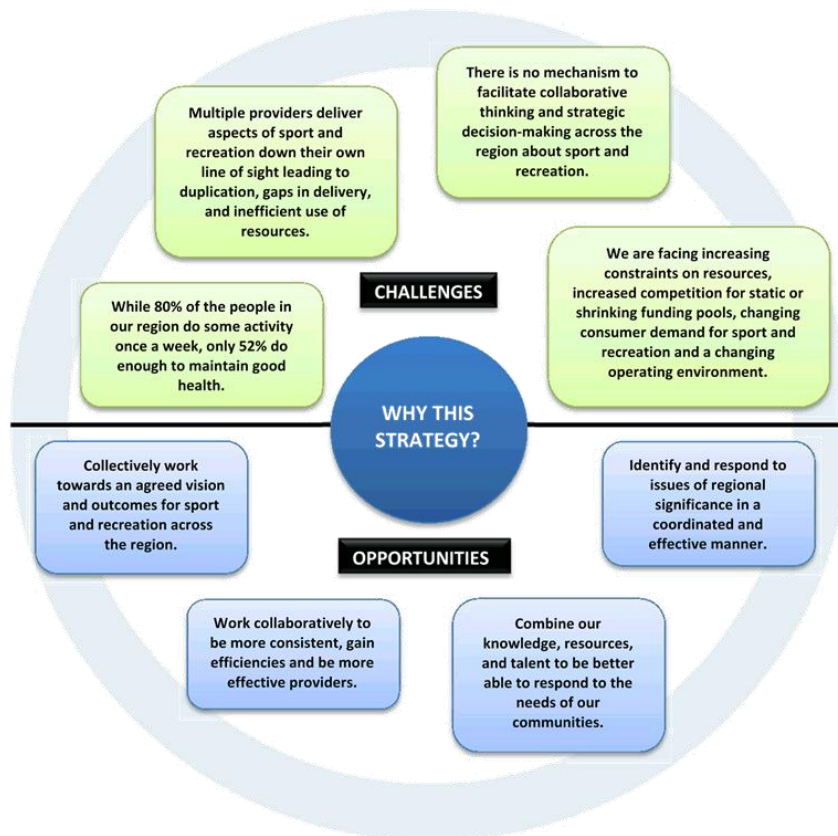 There is no mechanism to
facilitate collaborative
thinking and strategic
decision-making across the
region about sport and
recreation.
Multiple providers deliver
aspects of sport and
recreation down their own
line of sight leading to
duplication, gaps in delivery,
and inefficient use of
resources.
We are facing increasing
constraints on resources,
increased competition for static or
shrinking funding pools, changing
consumer demand for sport and
recreation and a changing
operating environment.
CHALLENGES
While 80% of the people in
our region do some activity
once a week, only 52% do
enough to maintain good
health.
WHY THIS
STRATEGY?
Collectively work
towards an agreed vision
and outcomes for sport
and recreation across
the region.
Identify and respond to
issues of regional
significance in a
coordinated and
effective manner.
OPPORTUNITIES
Work collaboratively to
be more consistent, gain
efficiencies and be more
effective providers.
Combine our
knowledge, resources,
and talent to be better
able to respond to the
needs of our
communities.